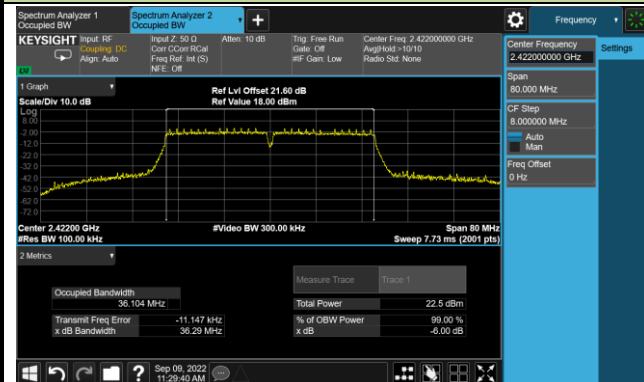 Spectrum Analyzer 1
Occupied BW
Spectrum Analyzer 2
Occupied BW
+
Frequency
KEYSIGHT
Input: RF
Coupling: DC
Align: Auto
Input Z: 50 Ω
Corr CCorr RCal
Freq Ref: Int (S)
NFE: Off
Atten: 10 dB
Trig: Free Run
Gate: Off
#IF Gain: Low
Center Freq: 2.422000000 GHz
Avg|Hold:>10/10
Radio Std: None
Center Frequency
2.422000000 GHz
Settings
Span
80.000 MHz
CF Step
8.000000 MHz
Auto
Man
Freq Offset
0 Hz
1 Graph
Scale/Div 10.0 dB
Ref Lvl Offset 21.60 dB
Ref Value 18.00 dBm
Log
8.00
-2.00
-12.0
-22.0
-32.0
-42.0
-52.0
-62.0
-72.0
Center 2.42200 GHz
#Res BW 100.00 kHz
#Video BW 300.00 kHz
Span 80 MHz
Sweep 7.73 ms (2001 pts)
2 Metrics
Measure Trace
Trace 1
Occupied Bandwidth
36.104 MHz
Total Power
22.5 dBm
Transmit Freq Error
-11.147 kHz
% of OBW Power
99.00 %
x dB Bandwidth
36.29 MHz
x dB
-6.00 dB
?
Sep 09, 2022
11:29:40 AM